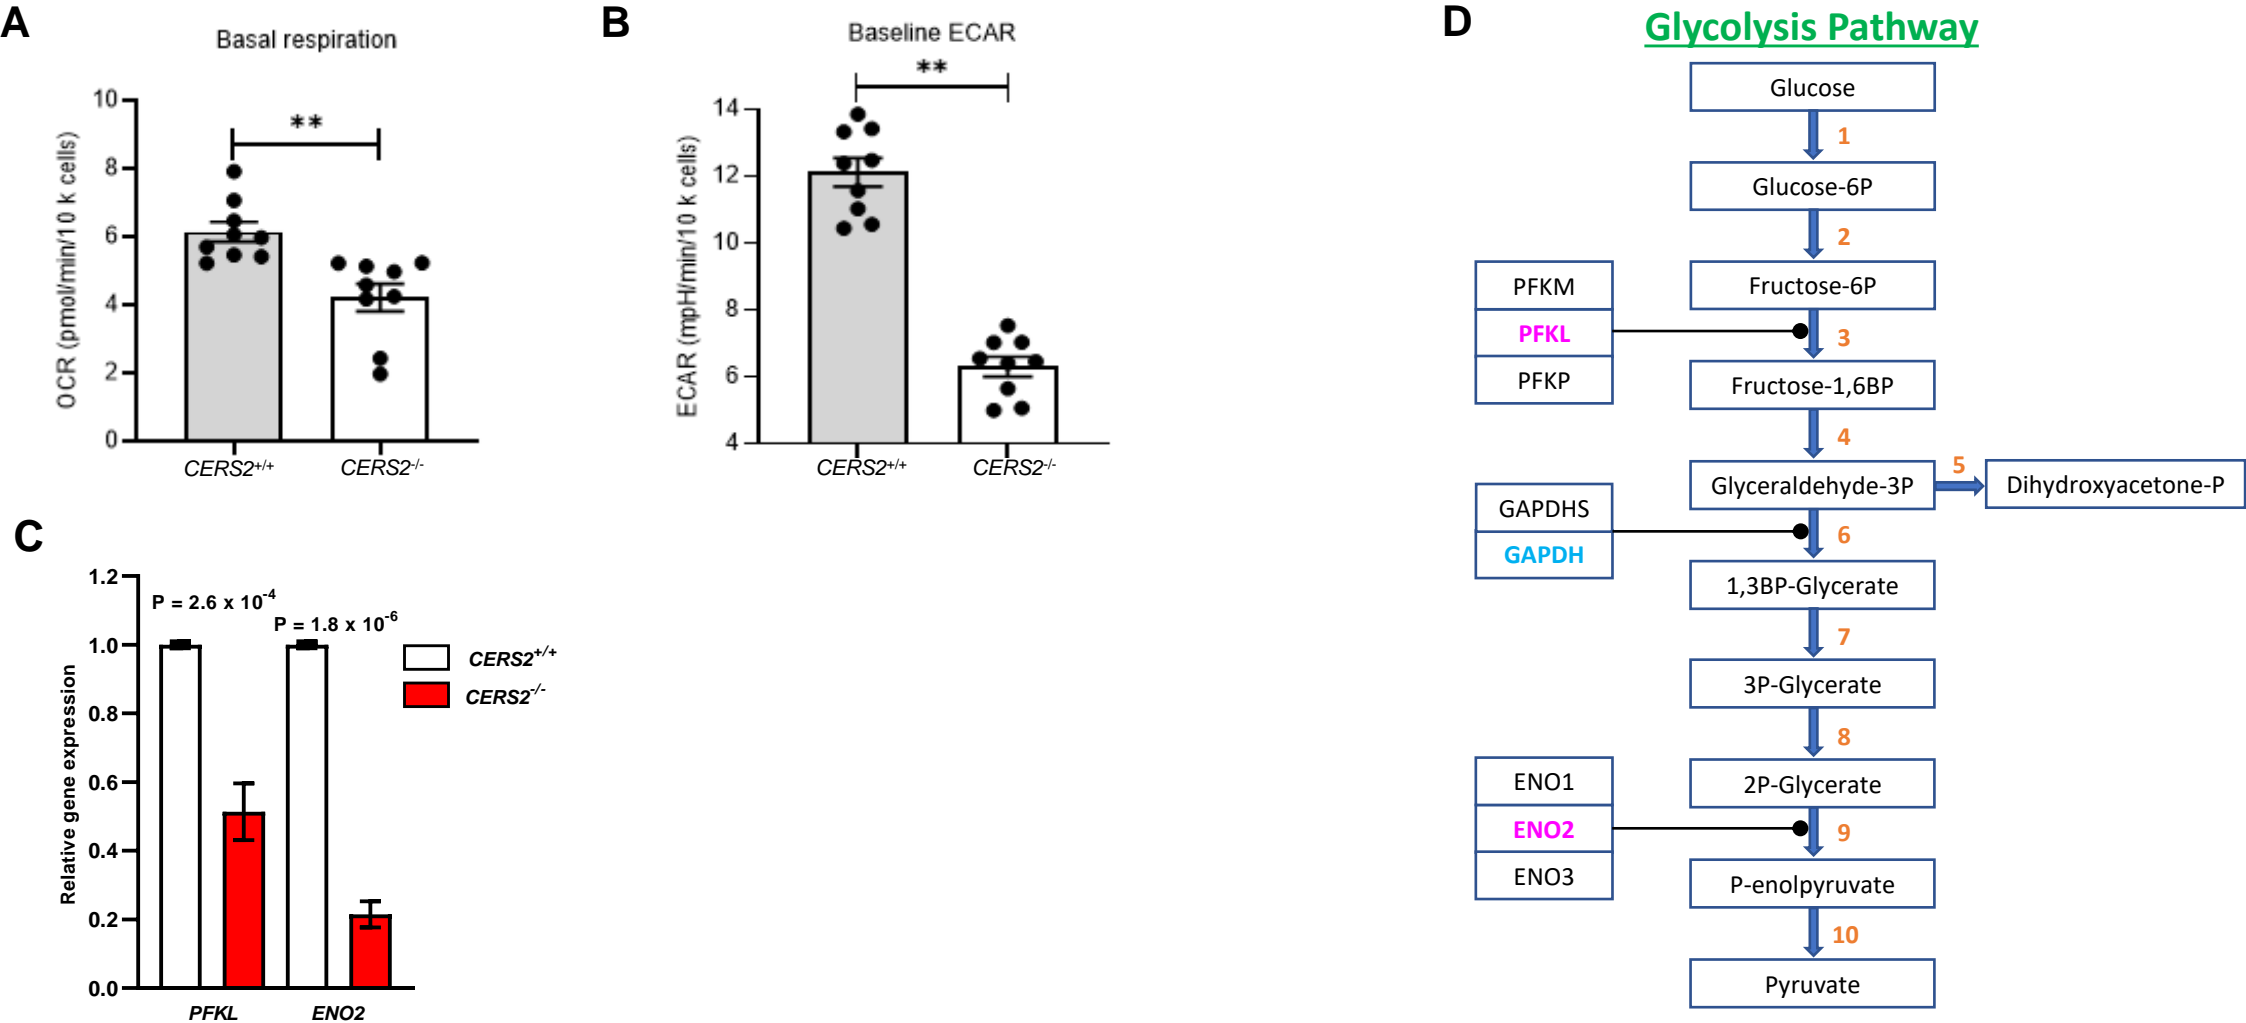 A
Basal respiration
**
10
8
6
4
2
0
OCR (pmol/min/10 k cells)
CERS2+/+
CERS2-/-
B
Baseline ECAR
**
14
12
10
8
6
4
ECAR (mpH/min/10 k cells)
CERS2+/+
CERS2-/-
C
1.2
1.0
0.8
0.6
0.4
0.2
0.0
Relative gene expression
P = 2.6 x 10-4
P = 1.8 x 10-6
CERS2+/+
CERS2-/-
PFKL
ENO2
D
Glycolysis Pathway
Glucose
1
Glucose-6P
2
Fructose-6P
PFKM
PFKL
PFKP
3
Fructose-1,6BP
4
Glyceraldehyde-3P
5
Dihydroxyacetone-P
GAPDHS
GAPDH
6
1,3BP-Glycerate
7
3P-Glycerate
8
2P-Glycerate
ENO1
ENO2
ENO3
9
P-enolpyruvate
10
Pyruvate